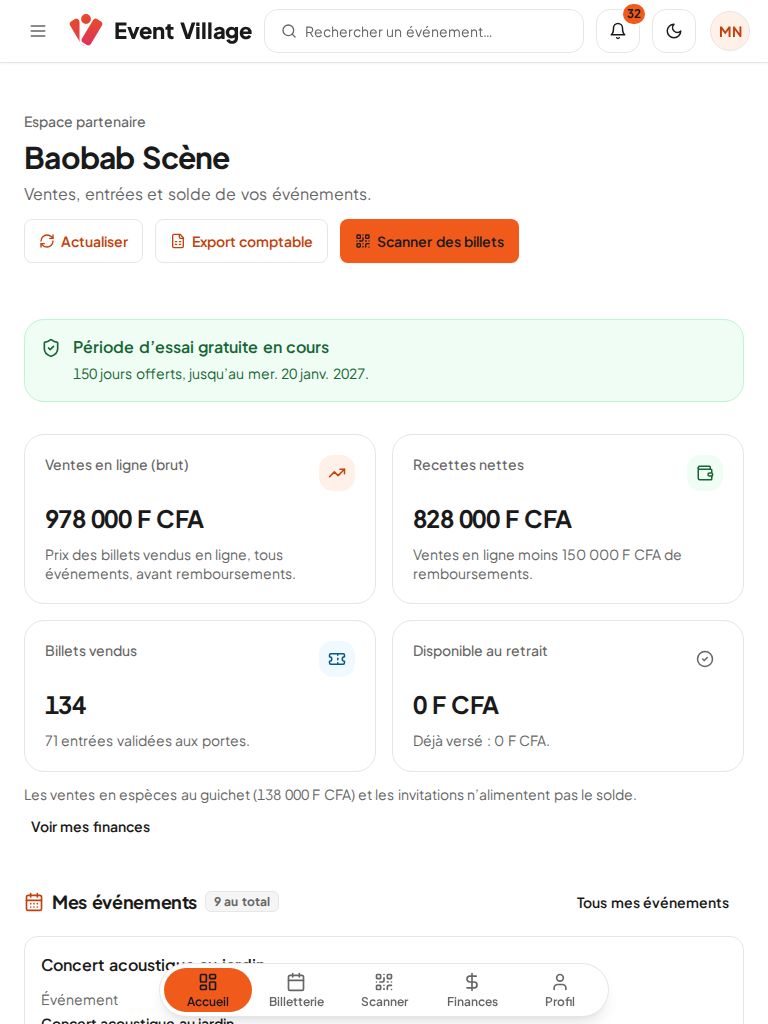 Event Village
Rechercher un événement...
32
MN
Espace partenaire
Baobab Scène
Ventes, entrées et solde de vos événements.
Actualiser
Export comptable
Scanner des billets
Période d’essai gratuite en cours
150 jours offerts, jusqu’au mer. 20 janv. 2027.
Ventes en ligne (brut)
978 000 F CFA
Prix des billets vendus en ligne, tous
événements, avant remboursements.
Recettes nettes
828 000 F CFA
Ventes en ligne moins 150 000 F CFA de
remboursements.
Billets vendus
134
71 entrées validées aux portes.
Disponible au retrait
0 F CFA
Déjà versé : 0 F CFA.
Les ventes en espèces au guichet (138 000 F CFA) et les invitations n’alimentent pas le solde.
Voir mes finances
Mes événements
9 au total
Tous mes événements
Concert acoustique au jardin
Événement
Concert acoustique au jardin
Accueil
Billetterie
Scanner
Finances
Profil